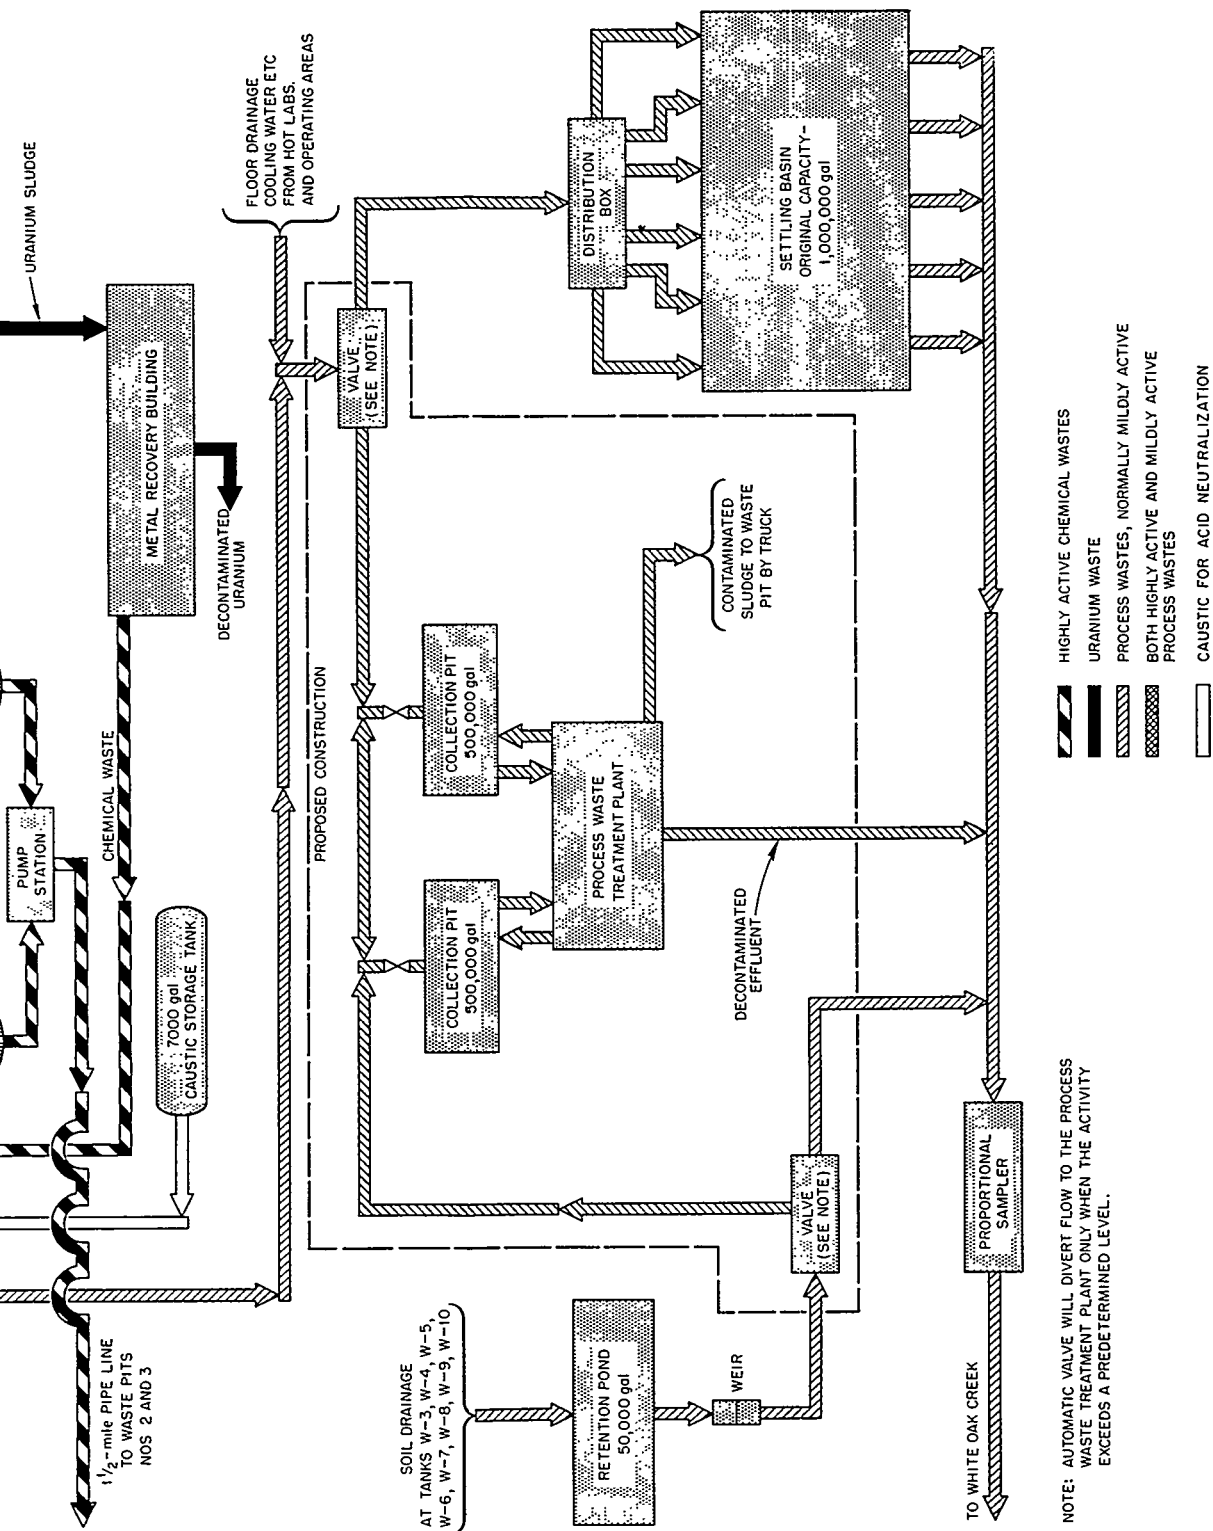 URANIUM SLUDGE
METAL RECOVERY BUILDING
DECONTAMINATED
URANIUM
FLOOR DRAINAGE
COOLING WATER ETC
FROM HOT LABS.
AND OPERATING AREAS
PUMP
STATION
CHEMICAL WASTE
7000 gal
CAUSTIC STORAGE TANK
1 1/2-mile PIPE LINE
TO WASTE PITS
NOS 2 AND 3
PROPOSED CONSTRUCTION
VALVE
(SEE NOTE)
DISTRIBUTION
BOX
SETTLING BASIN
ORIGINAL CAPACITY-
1,000,000 gal
COLLECTION PIT
500,000 gal
COLLECTION PIT
500,000 gal
PROCESS WASTE
TREATMENT PLANT
CONTAMINATED
SLUDGE TO WASTE
PIT BY TRUCK
DECONTAMINATED
EFFLUENT
SOIL DRAINAGE
AT TANKS W-3, W-4, W-5,
W-6, W-7, W-8, W-9, W-10
RETENTION POND
50,000 gal
WEIR
VALVE
(SEE NOTE)
PROPORTIONAL
SAMPLER
TO WHITE OAK CREEK
HIGHLY ACTIVE CHEMICAL WASTES
URANIUM WASTE
PROCESS WASTES, NORMALLY MILDLY ACTIVE
BOTH HIGHLY ACTIVE AND MILDLY ACTIVE
PROCESS WASTES
CAUSTIC FOR ACID NEUTRALIZATION
NOTE: AUTOMATIC VALVE WILL DIVERT FLOW TO THE PROCESS
WASTE TREATMENT PLANT ONLY WHEN THE ACTIVITY
EXCEEDS A PREDETERMINED LEVEL.